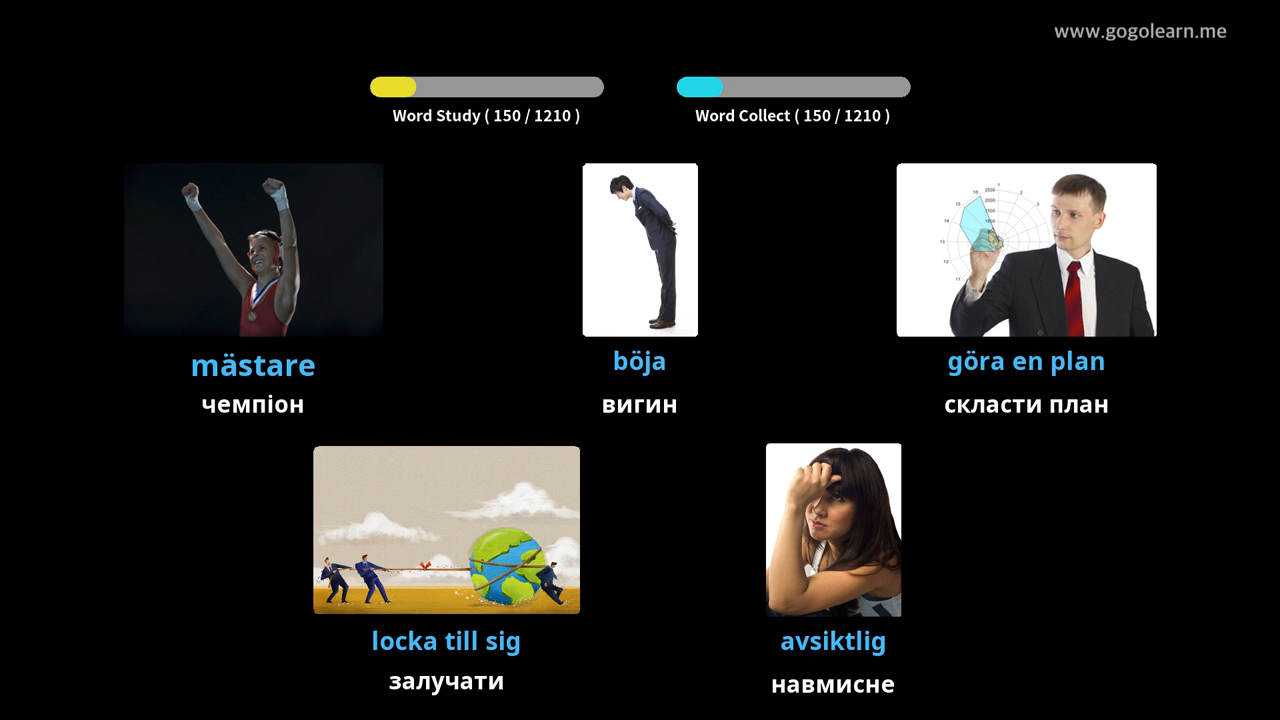 www.gogolearn.me
Word Study ( 150 / 1210 )
Word Collect ( 150 / 1210 )
mästare
чемпіон
böja
вигин
göra en plan
скласти план
locka till sig
залучати
avsiktlig
навмисне